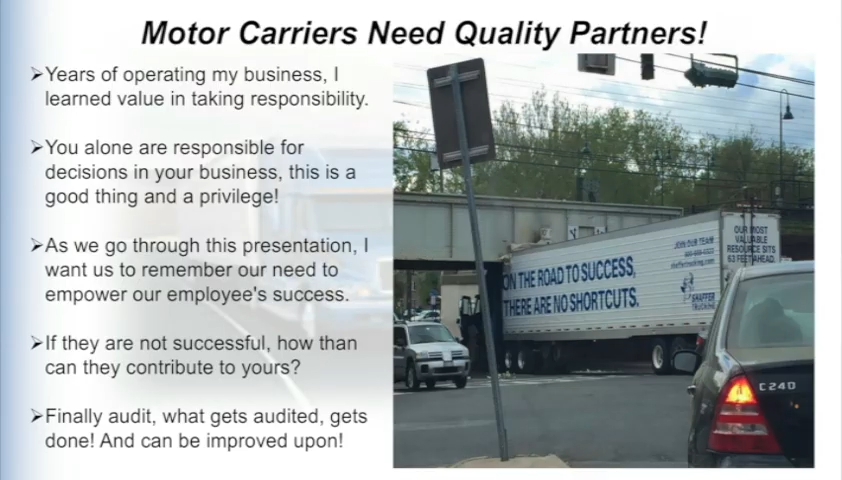 Motor Carriers Need Quality Partners!
Years of operating my business, I
learned value in taking responsibility.
You alone are responsible for
decisions in your business, this is a
good thing and a privilege!
As we go through this presentation, I
want us to remember our need to
empower our employee's success.
If they are not successful, how than
can they contribute to yours?
Finally audit, what gets audited, gets
done! And can be improved upon!
ON THE ROAD TO SUCCESS,
THERE ARE NO SHORTCUTS.
JOIN OUR TEAM
SHAFFER
TRUCKING
OUR MOST
VALUABLE
RESOURCE SITS
53 FEET AHEAD.
C240